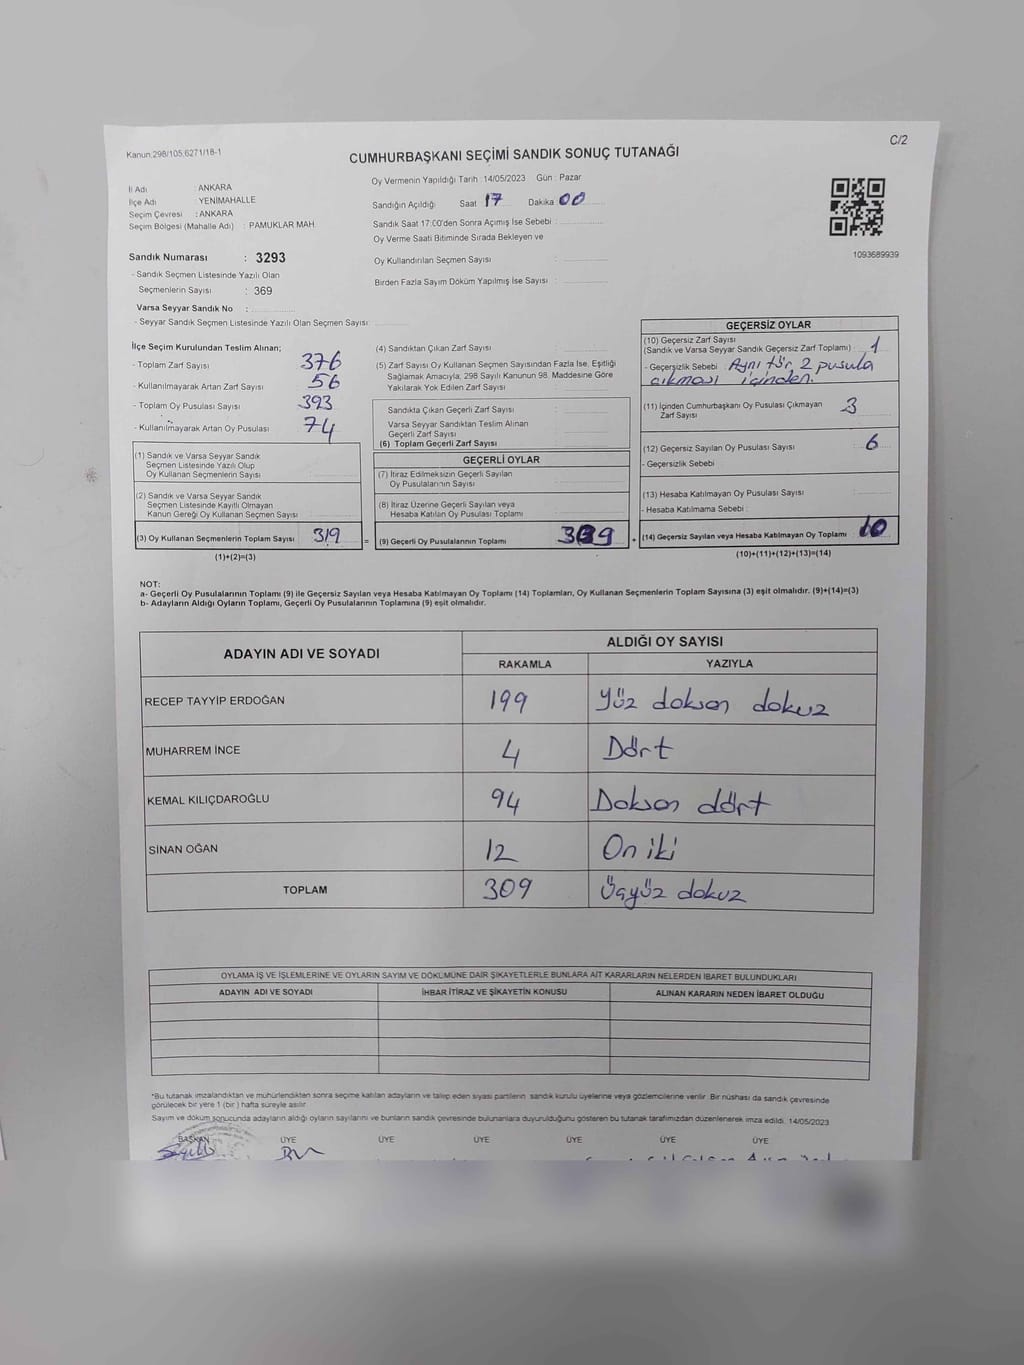 Kanun.298/105,6271/18-1
C/2
CUMHURBAŞKANI SEÇİMİ SANDIK SONUÇ TUTANAĞI
İl Adı : ANKARA
İlçe Adı : YENİMAHALLE
Seçim Çevresi : ANKARA
Seçim Bölgesi (Mahalle Adı) : PAMUKLAR MAH
Oy Vermenin Yapıldığı Tarih :14/05/2023 Gün : Pazar
Sandığın Açıldığı Saat 17 Dakika : 00
Sandık Saat 17:00'den Sonra Açımış İse Sebebi :
Oy Verme Saati Bitiminde Sırada Bekleyen ve
Oy Kullandırılan Seçmen Sayısı :
Birden Fazla Sayım Döküm Yapılmış İse Sayısı :
1093689939
Sandık Numarası : 3293
- Sandık Seçmen Listesinde Yazılı Olan
Seçmenlerin Sayısı : 369
Varsa Seyyar Sandık No :
- Seyyar Sandık Seçmen Listesinde Yazılı Olan Seçmen Sayısı
İlçe Seçim Kurulundan Teslim Alınan;
- Toplam Zarf Sayısı 376
- Kullanılmayarak Artan Zarf Sayısı 56
- Toplam Oy Pusulası Sayısı 393
- Kullanılmayarak Artan Oy Pusulası 74
(1) Sandık ve Varsa Seyyar Sandık
Seçmen Listesinde Yazılı Olup
Oy Kullanan Seçmenlerin Sayısı :
(2) Sandık ve Varsa Seyyar Sandık
Seçmen Listesinde Kayıtlı Olmayan
Kanun Gereği Oy Kullanan Seçmen Sayısı :
(3) Oy Kullanan Seçmenlerin Toplam Sayısı 319 =
(1)+(2)=(3)
(4) Sandıktan Çıkan Zarf Sayısı :
(5) Zarf Sayısı Oy Kullanan Seçmen Sayısından Fazla İse, Eşitliği
Sağlamak Amacıyla; 298 Sayılı Kanunun 98. Maddesine Göre
Yakılarak Yok Edilen Zarf Sayısı :
Sandıkta Çıkan Geçerli Zarf Sayısı :
Varsa Seyyar Sandıktan Teslim Alınan
Geçerli Zarf Sayısı :
(6) Toplam Geçerli Zarf Sayısı
GEÇERLİ OYLAR
(7) İtiraz Edilmeksizin Geçerli Sayılan
Oy Pusulalarının Sayısı :
(8) İtiraz Üzerine Geçerli Sayılan veya
Hesaba Katılan Oy Pusulası Toplamı :
(9) Geçerli Oy Pusulalarının Toplamı 309 +
GEÇERSİZ OYLAR
(10) Geçersiz Zarf Sayısı
(Sandık ve Varsa Seyyar Sandık Geçersiz Zarf Toplamı) : 1
- Geçersizlik Sebebi : Aynı tür, 2 pusula
çıkması içinden.
(11) İçinden Cumhurbaşkanı Oy Pusulası Çıkmayan
Zarf Sayısı 3
(12) Geçersiz Sayılan Oy Pusulası Sayısı : 6
- Geçersizlik Sebebi :
(13) Hesaba Katılmayan Oy Pusulası Sayısı :
- Hesaba Katılmama Sebebi :
(14) Geçersiz Sayılan veya Hesaba Katılmayan Oy Toplamı 10
(10)+(11)+(12)+(13)=(14)
NOT:
a- Geçerli Oy Pusulalarının Toplamı (9) ile Geçersiz Sayılan veya Hesaba Katılmayan Oy Toplamı (14) Toplamları, Oy Kullanan Seçmenlerin Toplam Sayısına (3) eşit olmalıdır. (9)+(14)=(3)
b- Adayların Aldığı Oyların Toplamı, Geçerli Oy Pusulalarının Toplamına (9) eşit olmalıdır.
ADAYIN ADI VE SOYADI
ALDIĞI OY SAYISI
RAKAMLA YAZIYLA
RECEP TAYYİP ERDOĞAN 199 Yüz doksan dokuz
MUHARREM İNCE 4 Dört
KEMAL KILIÇDAROĞLU 94 Doksan dört
SİNAN OĞAN 12 On iki
TOPLAM 309 Üçyüz dokuz
OYLAMA İŞ VE İŞLEMLERİNE VE OYLARIN SAYIM VE DÖKÜMÜNE DAİR ŞİKAYETLERLE BUNLARA AİT KARARLARIN NELERDEN İBARET BULUNDUKLARI
ADAYIN ADI VE SOYADI İHBAR İTİRAZ VE ŞİKAYETİN KONUSU ALINAN KARARIN NEDEN İBARET OLDUĞU
*Bu tutanak imzalandıktan ve mühürlendikten sonra seçime katılan adayların ve talep eden siyasi partilerin sandık kurulu üyelerine veya gözlemcilerine verilir. Bir nüshası da sandık çevresinde
görülecek bir yere 1 (bir) hafta süreyle asılır.
Sayım ve döküm sonucunda adayların aldığı oyların sayılarını ve bunların sandık çevresinde bulunanlara duyurulduğunu gösteren bu tutanak tarafımızdan düzenlenerek imza edildi. 14/05/2023
BAŞKAN ÜYE ÜYE ÜYE ÜYE ÜYE ÜYE